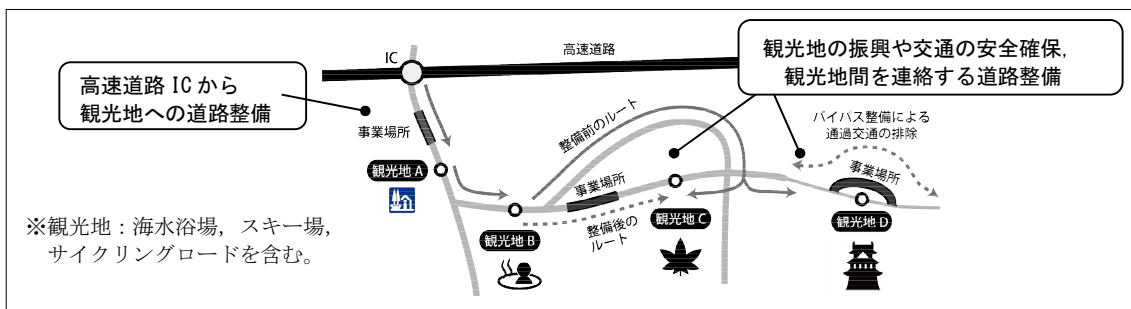 IC
高速道路
高速道路 IC から
観光地への道路整備
観光地の振興や交通の安全確保，
観光地間を連絡する道路整備
事業場所
整備前のルート
バイパス整備による
通過交通の排除
観光地 A
事業場所
事業場所
観光地 B
整備後の
ルート
観光地 C
観光地 D
※観光地：海水浴場，スキー場，
サイクリングロードを含む。